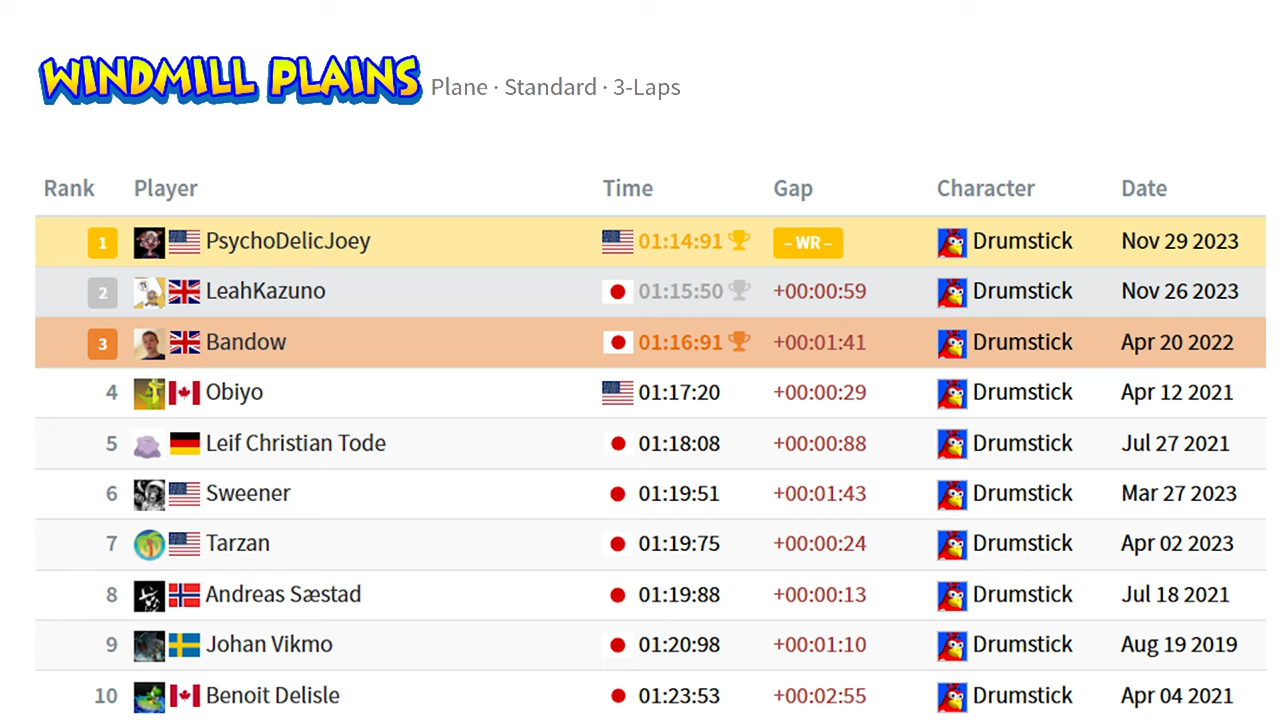 WINDMILL PLAINS Plane · Standard · 3-Laps
Rank Player Time Gap Character Date
1 PsychoDelicJoey 01:14:91 – WR – Drumstick Nov 29 2023
2 LeahKazuno 01:15:50 +00:00:59 Drumstick Nov 26 2023
3 Bandow 01:16:91 +00:01:41 Drumstick Apr 20 2022
4 Obiyo 01:17:20 +00:00:29 Drumstick Apr 12 2021
5 Leif Christian Tode 01:18:08 +00:00:88 Drumstick Jul 27 2021
6 Sweener 01:19:51 +00:01:43 Drumstick Mar 27 2023
7 Tarzan 01:19:75 +00:00:24 Drumstick Apr 02 2023
8 Andreas Sæstad 01:19:88 +00:00:13 Drumstick Jul 18 2021
9 Johan Vikmo 01:20:98 +00:01:10 Drumstick Aug 19 2019
10 Benoit Delisle 01:23:53 +00:02:55 Drumstick Apr 04 2021